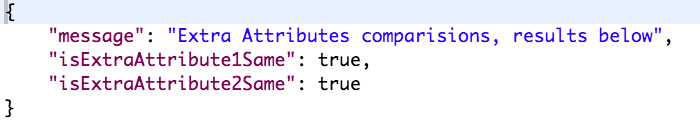 {
"message": "Extra Attributes comparisions, results below",
"isExtraAttribute1Same": true,
"isExtraAttribute2Same": true
}